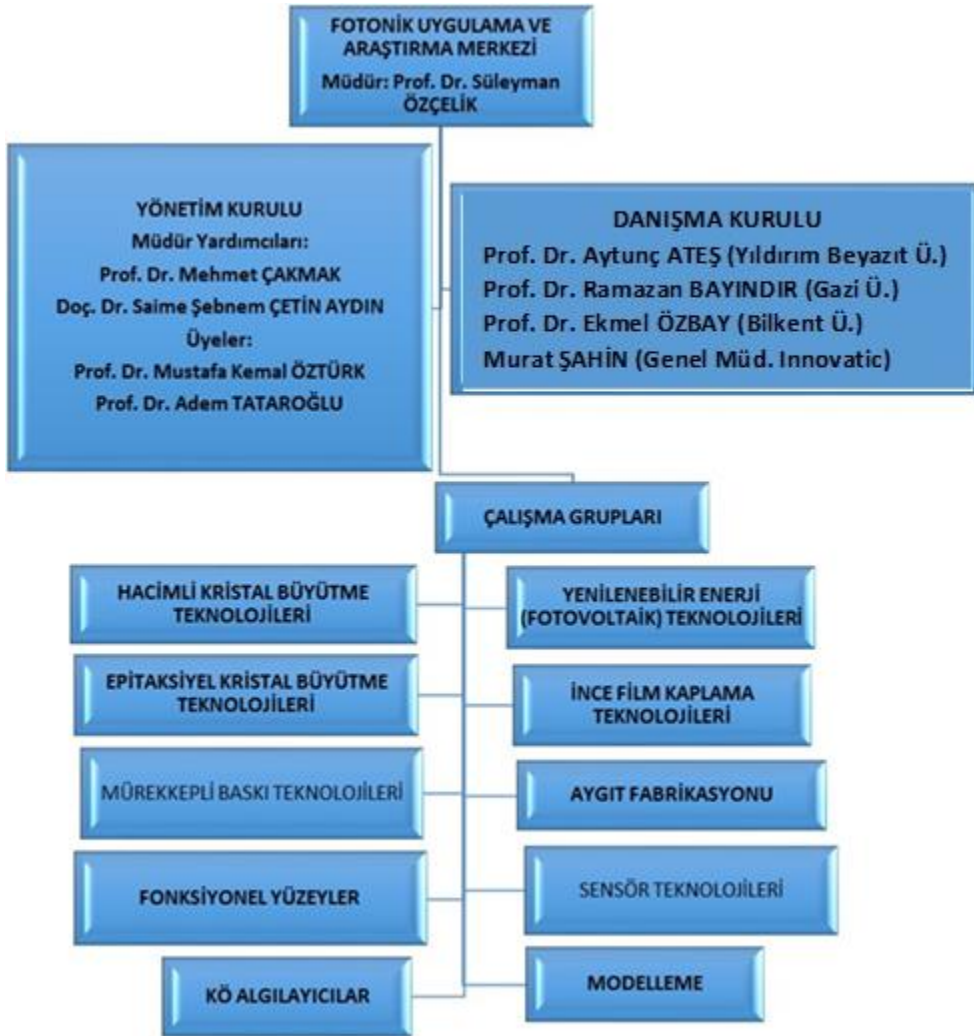 FOTONİK UYGULAMA VE
ARAŞTIRMA MERKEZİ
Müdür: Prof. Dr. Süleyman
ÖZÇELİK
YÖNETİM KURULU
Müdür Yardımcıları:
Prof. Dr. Mehmet ÇAKMAK
Doç. Dr. Saime Şebnem ÇETİN AYDIN
Üyeler:
Prof. Dr. Mustafa Kemal ÖZTÜRK
Prof. Dr. Adem TATAROĞLU
DANIŞMA KURULU
Prof. Dr. Aytunç ATEŞ (Yıldırım Beyazıt Ü.)
Prof. Dr. Ramazan BAYINDIR (Gazi Ü.)
Prof. Dr. Ekmel ÖZBAY (Bilkent Ü.)
Murat ŞAHİN (Genel Müd. Innovatic)
ÇALIŞMA GRUPLARI
HACİMLİ KRİSTAL BÜYÜTME
TEKNOLOJİLERİ
YENİLENEBİLİR ENERJİ
(FOTOVOLTAİK) TEKNOLOJİLERİ
EPİTAKSİYEL KRİSTAL BÜYÜTME
TEKNOLOJİLERİ
İNCE FİLM KAPLAMA
TEKNOLOJİLERİ
MÜREKKEPLİ BASKI TEKNOLOJİLERİ
AYGIT FABRİKASYONU
FONKSİYONEL YÜZEYLER
SENSÖR TEKNOLOJİLERİ
KÖ ALGILAYICILAR
MODELLEME